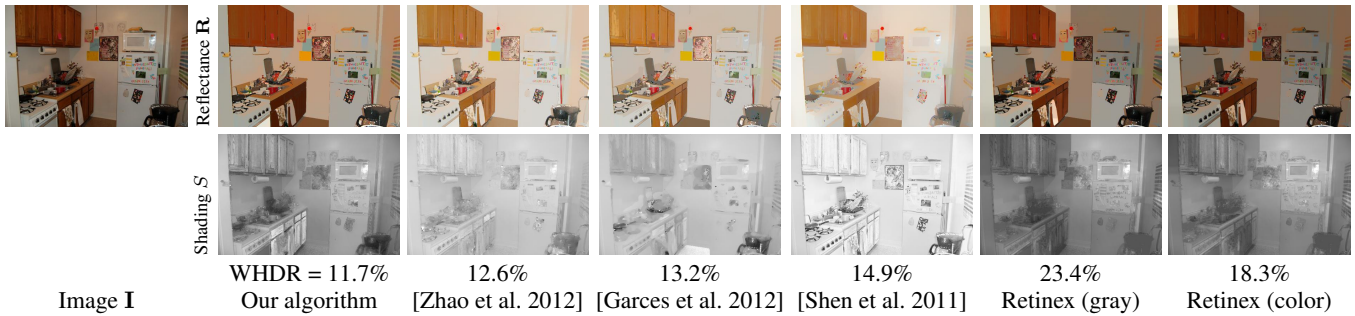 Reflectance R
Shading S
WHDR = 11.7% 12.6% 13.2% 14.9% 23.4% 18.3%
Image I Our algorithm [Zhao et al. 2012] [Garces et al. 2012] [Shen et al. 2011] Retinex (gray) Retinex (color)